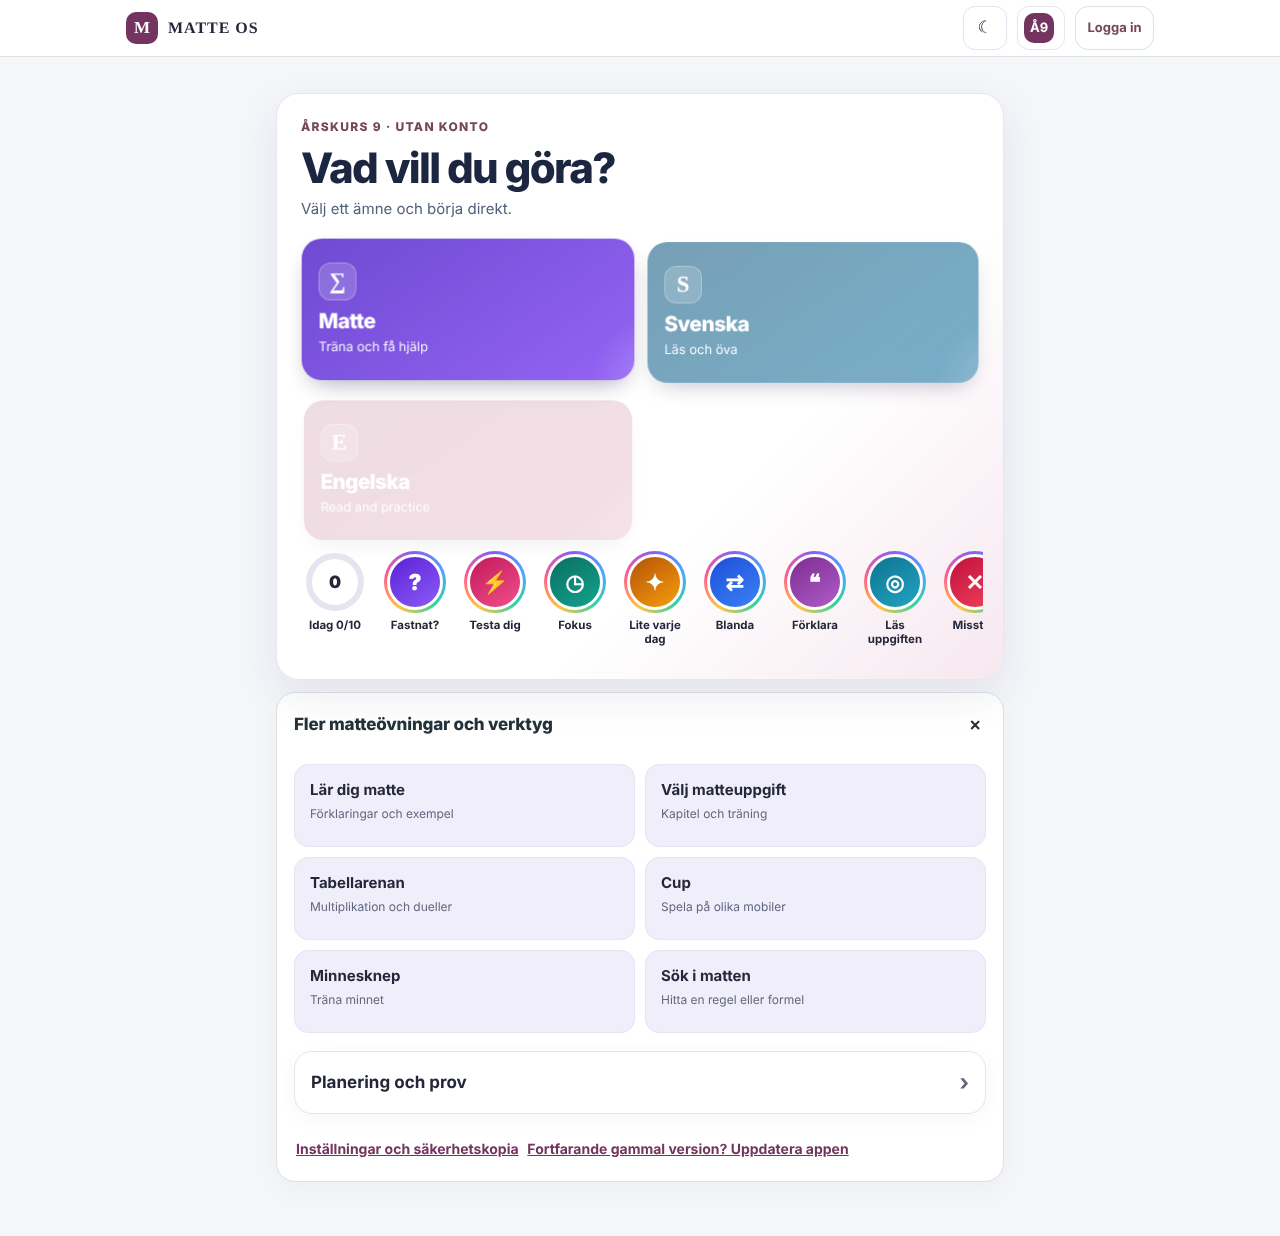 M MATTE OS
Å9
Logga in
ÅRSKURS 9 · UTAN KONTO
Vad vill du göra?
Välj ett ämne och börja direkt.
∑
Matte
Träna och få hjälp
S
Svenska
Läs och öva
E
Engelska
Read and practice
0
Idag 0/10
?
Fastnat?
Testa dig
Fokus
Lite varje
dag
Blanda
Förklara
Läs
uppgiften
Misst
Fler matteövningar och verktyg
Lär dig matte
Förklaringar och exempel
Välj matteuppgift
Kapitel och träning
Tabellarenan
Multiplikation och dueller
Cup
Spela på olika mobiler
Minnesknep
Träna minnet
Sök i matten
Hitta en regel eller formel
Planering och prov
Inställningar och säkerhetskopia Fortfarande gammal version? Uppdatera appen